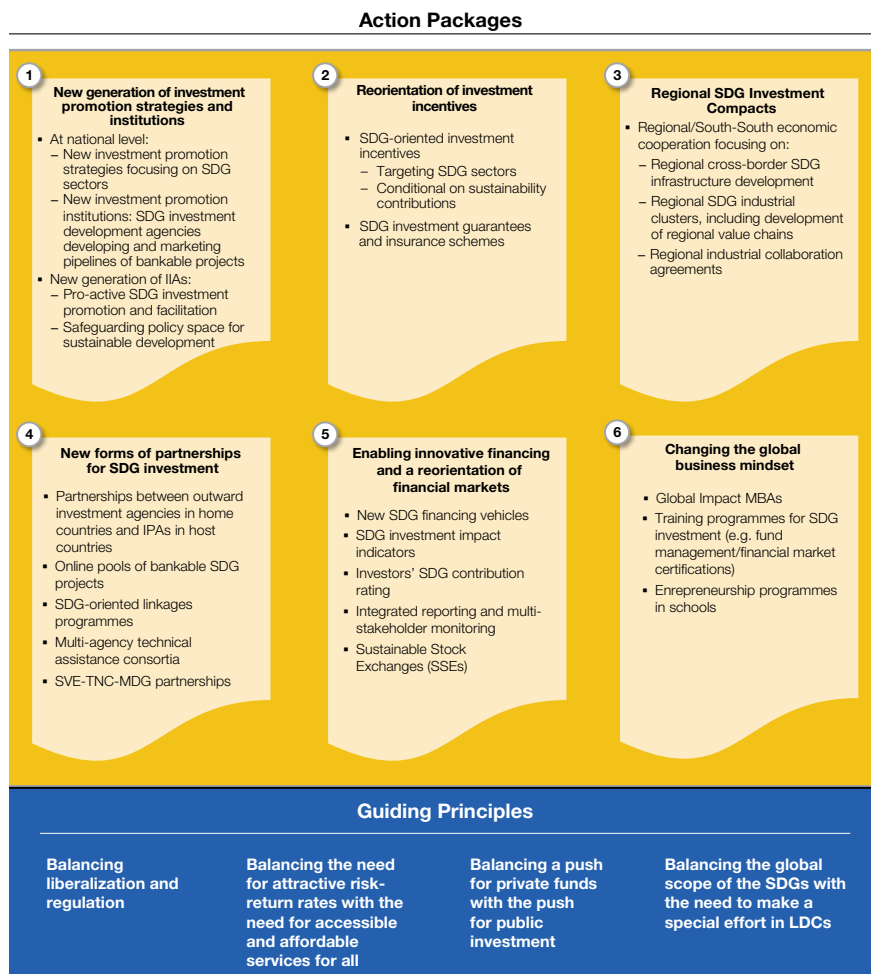 Action Packages
1
New generation of investment
promotion strategies and
institutions
▪ At national level:
– New investment promotion
strategies focusing on SDG
sectors
– New investment promotion
institutions: SDG investment
development agencies
developing and marketing
pipelines of bankable projects
▪ New generation of IIAs:
– Pro-active SDG investment
promotion and facilitation
– Safeguarding policy space for
sustainable development
2
Reorientation of investment
incentives
▪ SDG-oriented investment
incentives
– Targeting SDG sectors
– Conditional on sustainability
contributions
▪ SDG investment guarantees
and insurance schemes
3
Regional SDG Investment
Compacts
▪ Regional/South-South economic
cooperation focusing on:
– Regional cross-border SDG
infrastructure development
– Regional SDG industrial
clusters, including development
of regional value chains
– Regional industrial collaboration
agreements
4
New forms of partnerships
for SDG investment
▪ Partnerships between outward
investment agencies in home
countries and IPAs in host
countries
▪ Online pools of bankable SDG
projects
▪ SDG-oriented linkages
programmes
▪ Multi-agency technical
assistance consortia
▪ SVE-TNC-MDG partnerships
5
Enabling innovative financing
and a reorientation of
financial markets
▪ New SDG financing vehicles
▪ SDG investment impact
indicators
▪ Investors’ SDG contribution
rating
▪ Integrated reporting and multi-
stakeholder monitoring
▪ Sustainable Stock
Exchanges (SSEs)
6
Changing the global
business mindset
▪ Global Impact MBAs
▪ Training programmes for SDG
investment (e.g. fund
management/financial market
certifications)
▪ Enrepreneurship programmes
in schools
Guiding Principles
Balancing
liberalization and
regulation
Balancing the need
for attractive risk-
return rates with the
need for accessible
and affordable
services for all
Balancing a push
for private funds
with the push
for public
investment
Balancing the global
scope of the SDGs with
the need to make a
special effort in LDCs